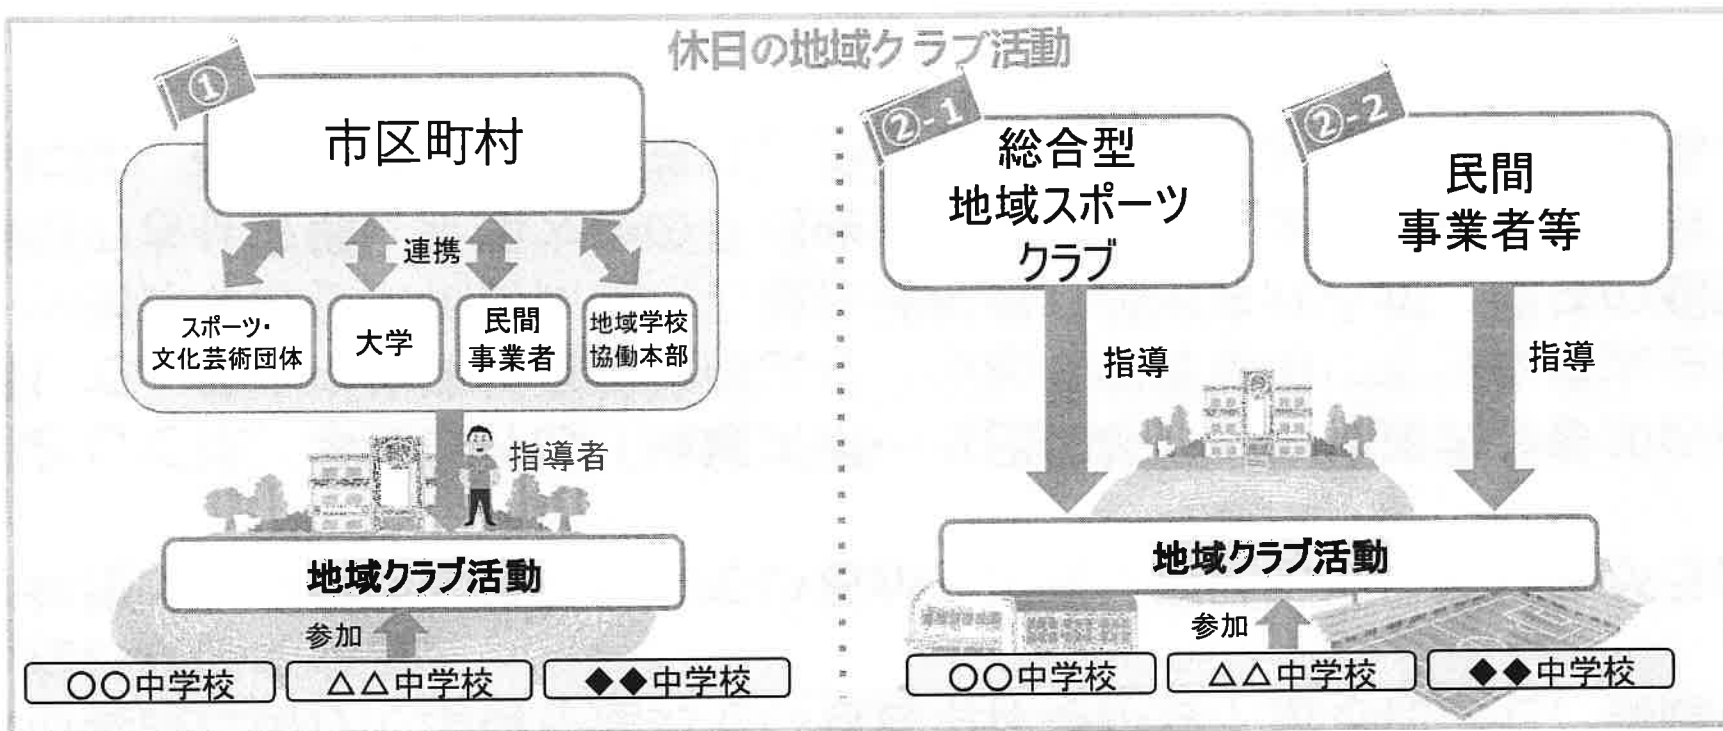 休日の地域クラブ活動
①
市区町村
連携
スポーツ・
文化芸術団体
大学
民間
事業者
地域学校
協働本部
指導者
地域クラブ活動
参加
○○中学校
△△中学校
◆◆中学校
②-1
総合型
地域スポーツ
クラブ
②-2
民間
事業者等
指導
指導
地域クラブ活動
参加
○○中学校
△△中学校
◆◆中学校